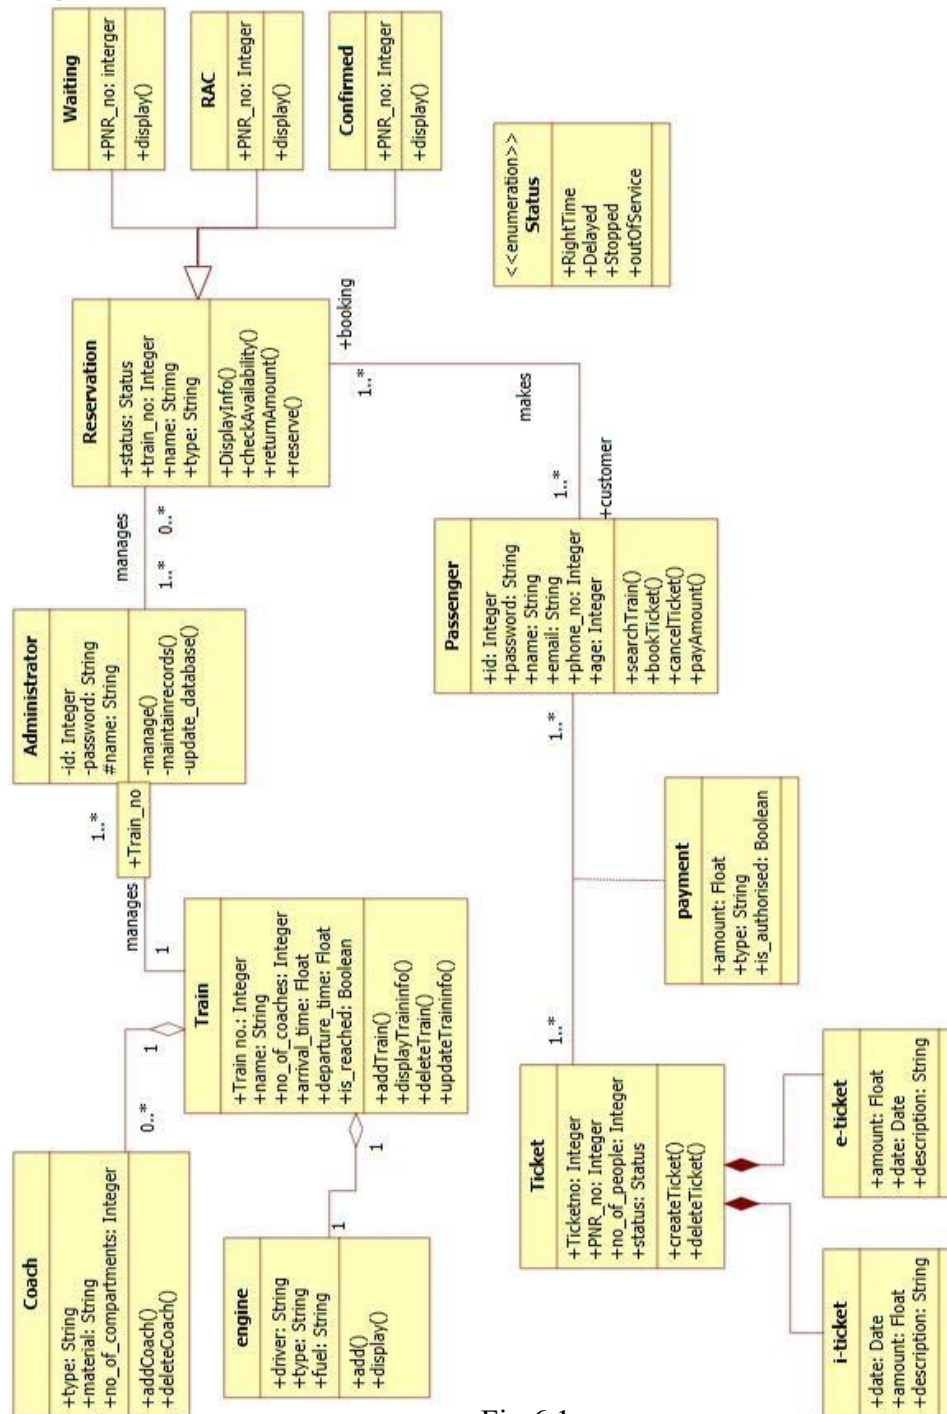 Coach
+type: String
+material: String
+no_of_compartments: Integer
+addCoach()
+deleteCoach()
0..*
1
engine
+driver: String
+type: String
+fuel: String
+add()
+display()
1
1
Train
+Train no.: Integer
+name: String
+no_of_coaches: Integer
+arrival_time: Float
+departure_time: Float
+is_reached: Boolean
+addTrain()
+displayTraininfo()
+deleteTrain()
+updateTraininfo()
manages
1
1..*
+Train_no
Administrator
-id: Integer
-password: String
#name: String
-manage()
-maintainrecords()
-update_database()
manages
1..*
0..*
Reservation
+status: Status
+train_no: Integer
+name: Strimg
+type: String
+DisplayInfo()
+checkAvailability()
+returnAmount()
+reserve()
Waiting
+PNR_no: interger
+display()
RAC
+PNR_no: Integer
+display()
Confirmed
+PNR_no: Integer
+display()
+booking
1..*
makes
1..*
+customer
<<enumeration>>
Status
+RightTime
+Delayed
+Stopped
+outOfService
Passenger
+id: Integer
+password: String
+name: String
+email: String
+phone_no: Integer
+age: Integer
+searchTrain()
+bookTicket()
+cancelTicket()
+payAmount()
1..*
1..*
payment
+amount: Float
+type: String
+is_authorised: Boolean
Ticket
+Ticketno: Integer
+PNR_no: Integer
+no_of_people: Integer
+status: Status
+createTicket()
+deleteTicket()
i-ticket
+date: Date
+amount: Float
+description: String
e-ticket
+amount: Float
+date: Date
+description: String